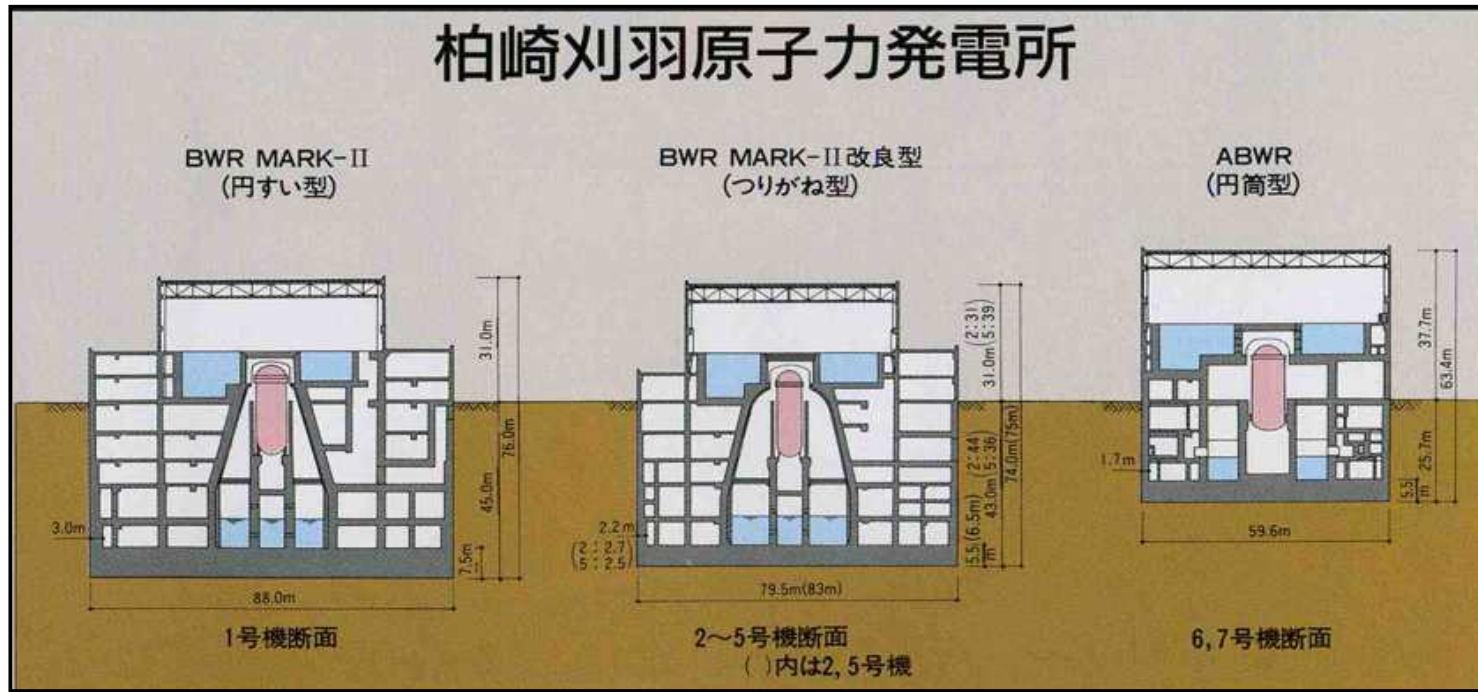 柏崎刈羽原子力発電所
BWR MARK-II
(円すい型)
31.0m
76.0m
45.0m
7.5m
3.0m
88.0m
1号機断面
BWR MARK-II改良型
(つりがね型)
31.0m(2:31 5:39)
74.0m(75m)
43.0m(2:44 5:36)
5.5m(6.5m)
2.2m
(2:2.7
5:2.5)
79.5m(83m)
2〜5号機断面
( )内は2,5号機
ABWR
(円筒型)
37.7m
63.4m
25.7m
5.5m
1.7m
59.6m
6,7号機断面